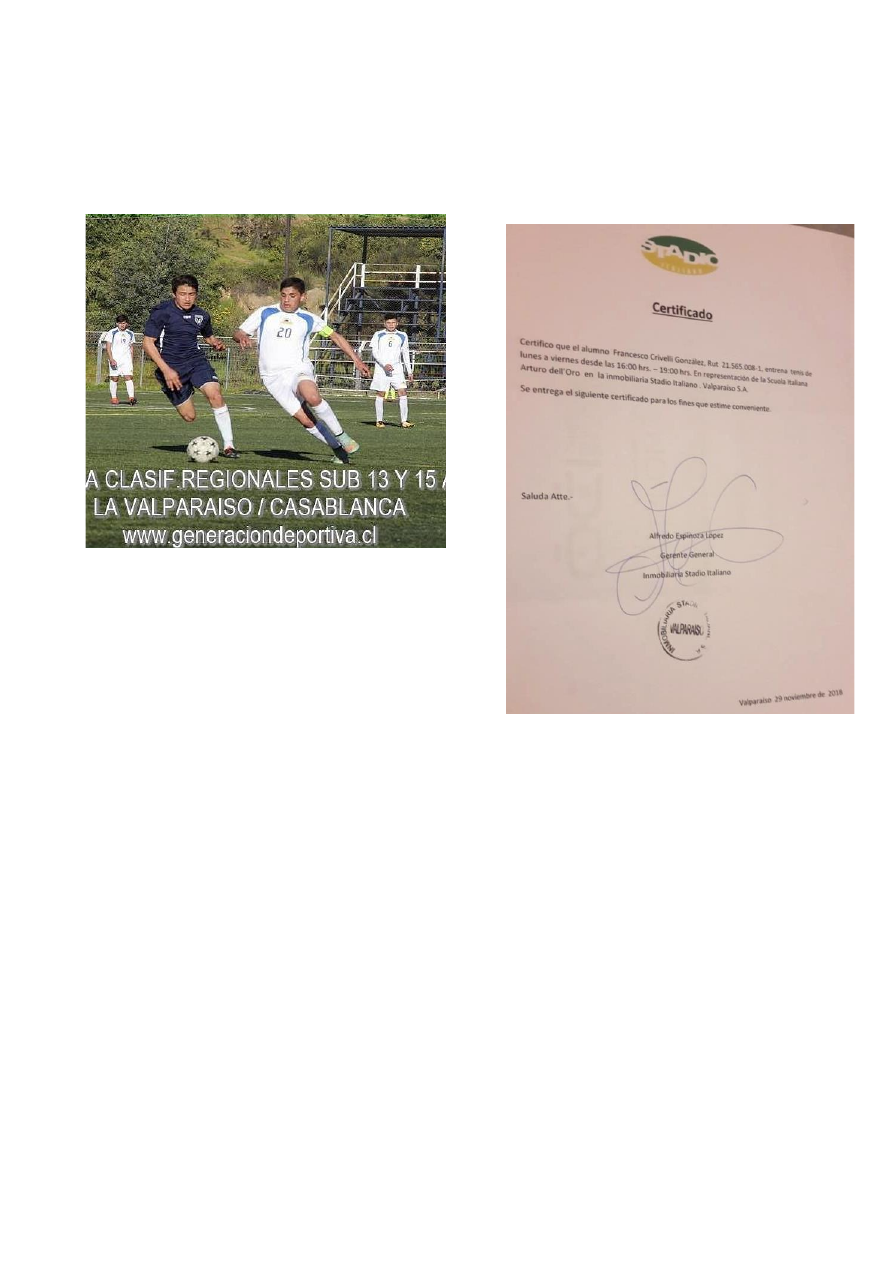 19
20
6
A CLASIF.REGIONALES SUB 13 Y 15 A
LA VALPARAISO / CASABLANCA
www.generaciondeportiva.cl
STADIO
ITALIANO
Certificado
Certifico que el alumno Francesco Crivelli González, Rut 21.565.008-1, entrena tenis de
lunes a viernes desde las 16:00 hrs. – 19:00 hrs. En representación de la Scuola Italiana
Arturo dell'Oro en la inmobiliaria Stadio Italiano . Valparaíso S.A.
Se entrega el siguiente certificado para los fines que estime conveniente.
Saluda Atte.-
Alfredo Espinoza López
Gerente General
Inmobiliaria Stadio Italiano
INMOBILIARIA STADIO
VALPARAISO
S.A.
Valparaíso 29 noviembre de 2018